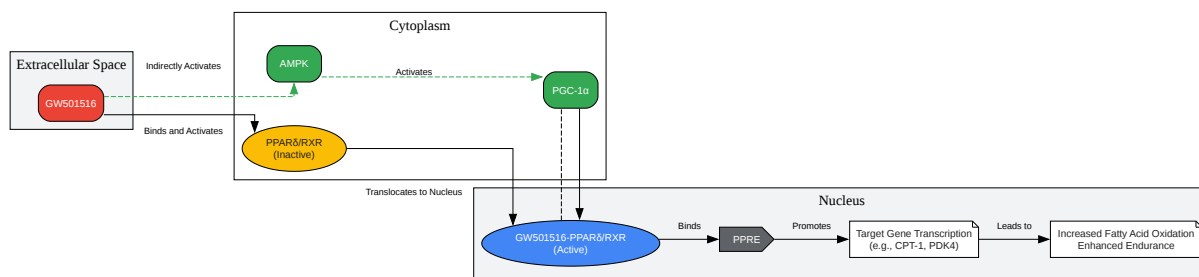 Cytoplasm
Extracellular Space
AMPK
Indirectly Activates
Activates
GW501516
PGC-1α
Binds and Activates
PPARδ/RXR
(Inactive)
Translocates to Nucleus
Nucleus
GW501516-PPARδ/RXR
(Active)
Binds
PPRE
Promotes
Target Gene Transcription
(e.g., CPT-1, PDK4)
Leads to
Increased Fatty Acid Oxidation
Enhanced Endurance